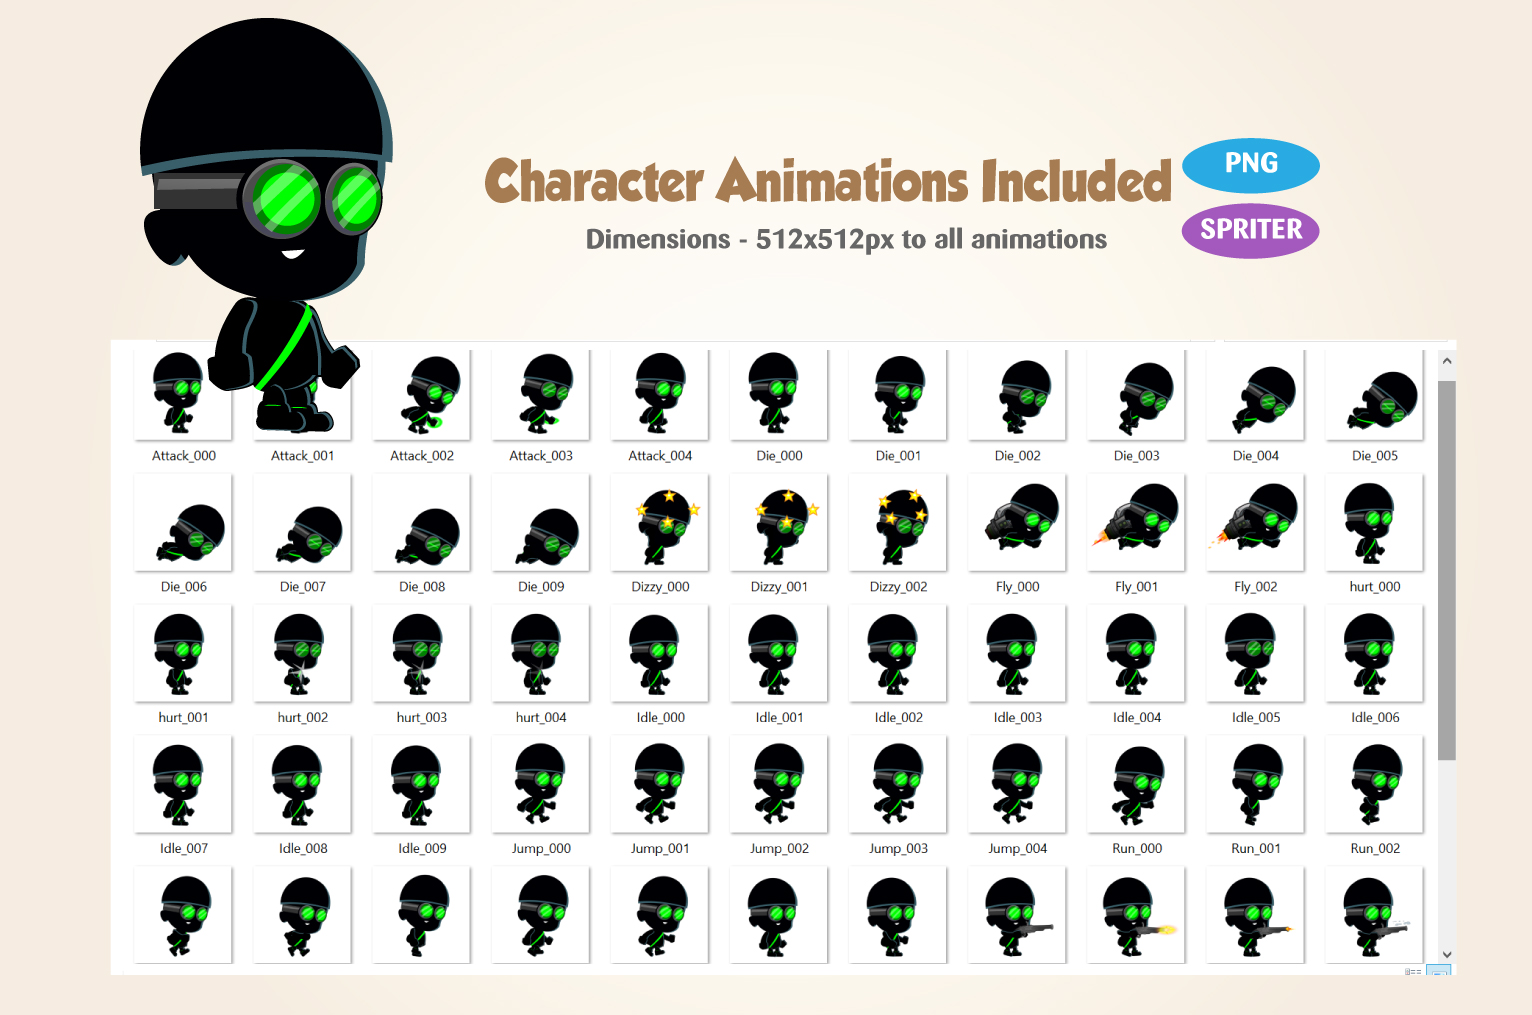 Character Animations Included
PNG
Dimensions - 512x512px to all animations
SPRITER
Attack_000 Attack_001 Attack_002 Attack_003 Attack_004 Die_000 Die_001 Die_002 Die_003 Die_004 Die_005
Die_006 Die_007 Die_008 Die_009 Dizzy_000 Dizzy_001 Dizzy_002 Fly_000 Fly_001 Fly_002 hurt_000
hurt_001 hurt_002 hurt_003 hurt_004 Idle_000 Idle_001 Idle_002 Idle_003 Idle_004 Idle_005 Idle_006
Idle_007 Idle_008 Idle_009 Jump_000 Jump_001 Jump_002 Jump_003 Jump_004 Run_000 Run_001 Run_002